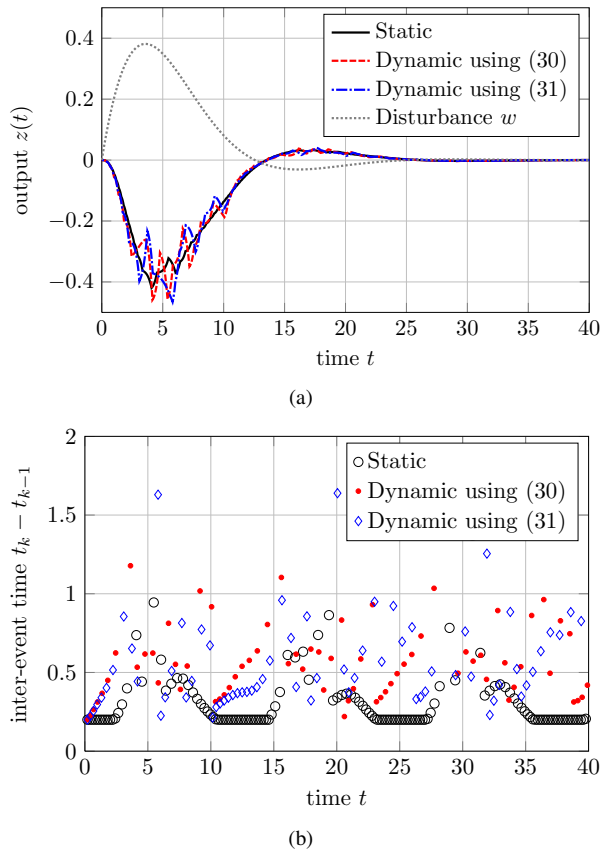 0.4
0.2
0
−0.2
−0.4
output z(t)
Static
Dynamic using (30)
Dynamic using (31)
Disturbance w
0 5 10 15 20 25 30 35 40
time t
(a)
2
1.5
1
0.5
0
inter-event time t_k − t_{k−1}
Static
Dynamic using (30)
Dynamic using (31)
0 5 10 15 20 25 30 35 40
time t
(b)